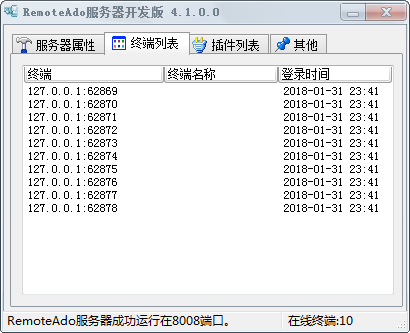 RemoteAdo服务器开发版 4.1.0.0
服务器属性 终端列表 插件列表 其他
终端 终端名称 登录时间
127.0.0.1:62869 2018-01-31 23:41
127.0.0.1:62870 2018-01-31 23:41
127.0.0.1:62871 2018-01-31 23:41
127.0.0.1:62872 2018-01-31 23:41
127.0.0.1:62873 2018-01-31 23:41
127.0.0.1:62874 2018-01-31 23:41
127.0.0.1:62875 2018-01-31 23:41
127.0.0.1:62876 2018-01-31 23:41
127.0.0.1:62877 2018-01-31 23:41
127.0.0.1:62878 2018-01-31 23:41
RemoteAdo服务器成功运行在8008端口。 在线终端:10